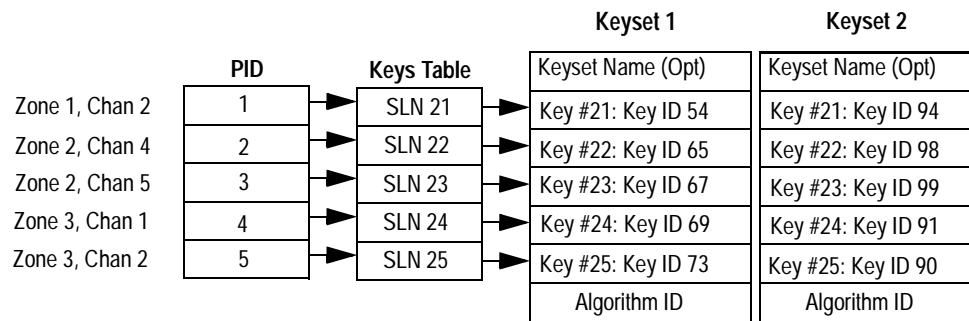 Keyset 1 Keyset 2
PID Keys Table Keyset Name (Opt) Keyset Name (Opt)
Zone 1, Chan 2 1 SLN 21 Key #21: Key ID 54 Key #21: Key ID 94
Zone 2, Chan 4 2 SLN 22 Key #22: Key ID 65 Key #22: Key ID 98
Zone 2, Chan 5 3 SLN 23 Key #23: Key ID 67 Key #23: Key ID 99
Zone 3, Chan 1 4 SLN 24 Key #24: Key ID 69 Key #24: Key ID 91
Zone 3, Chan 2 5 SLN 25 Key #25: Key ID 73 Key #25: Key ID 90
Algorithm ID Algorithm ID